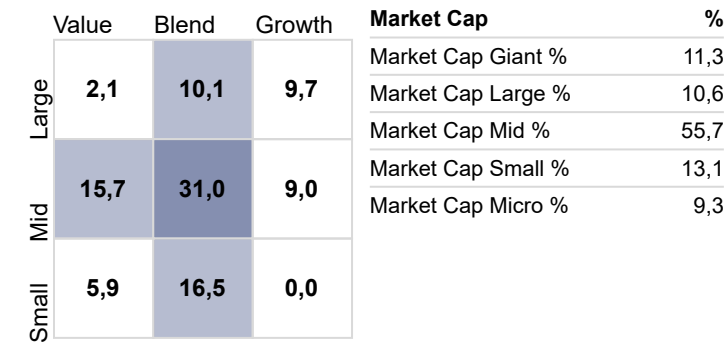 Value Blend Growth
Large 2,1 10,1 9,7
Mid 15,7 31,0 9,0
Small 5,9 16,5 0,0
Market Cap %
Market Cap Giant % 11,3
Market Cap Large % 10,6
Market Cap Mid % 55,7
Market Cap Small % 13,1
Market Cap Micro % 9,3